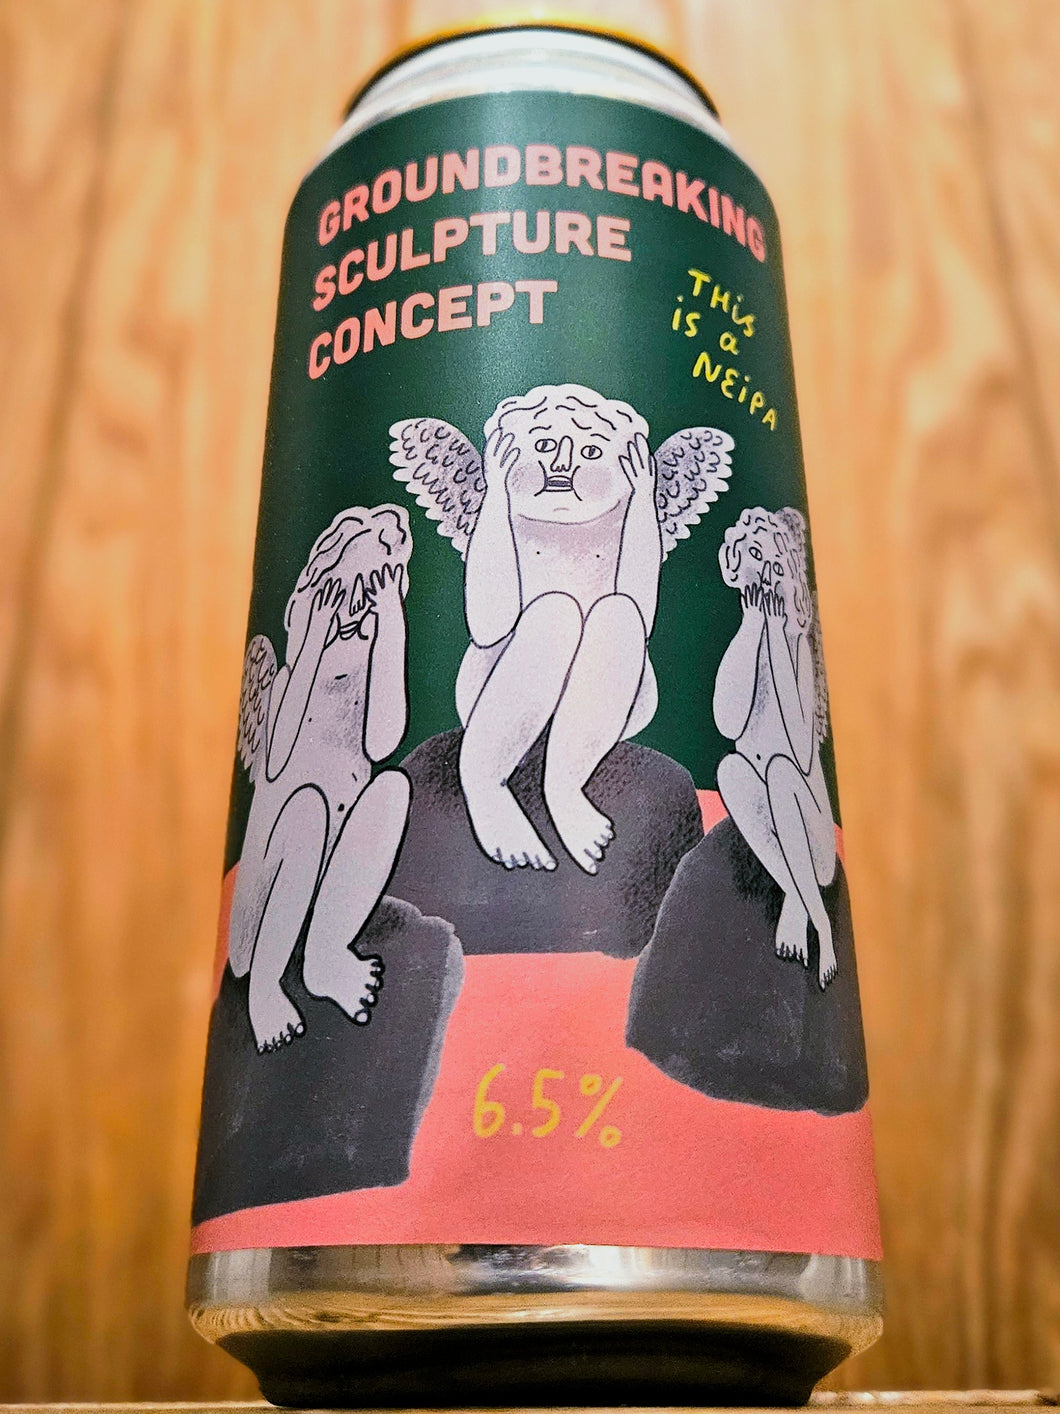 GROUNDBREAKING
SCULPTURE
CONCEPT
THis
is a
NEiPA
6.5%